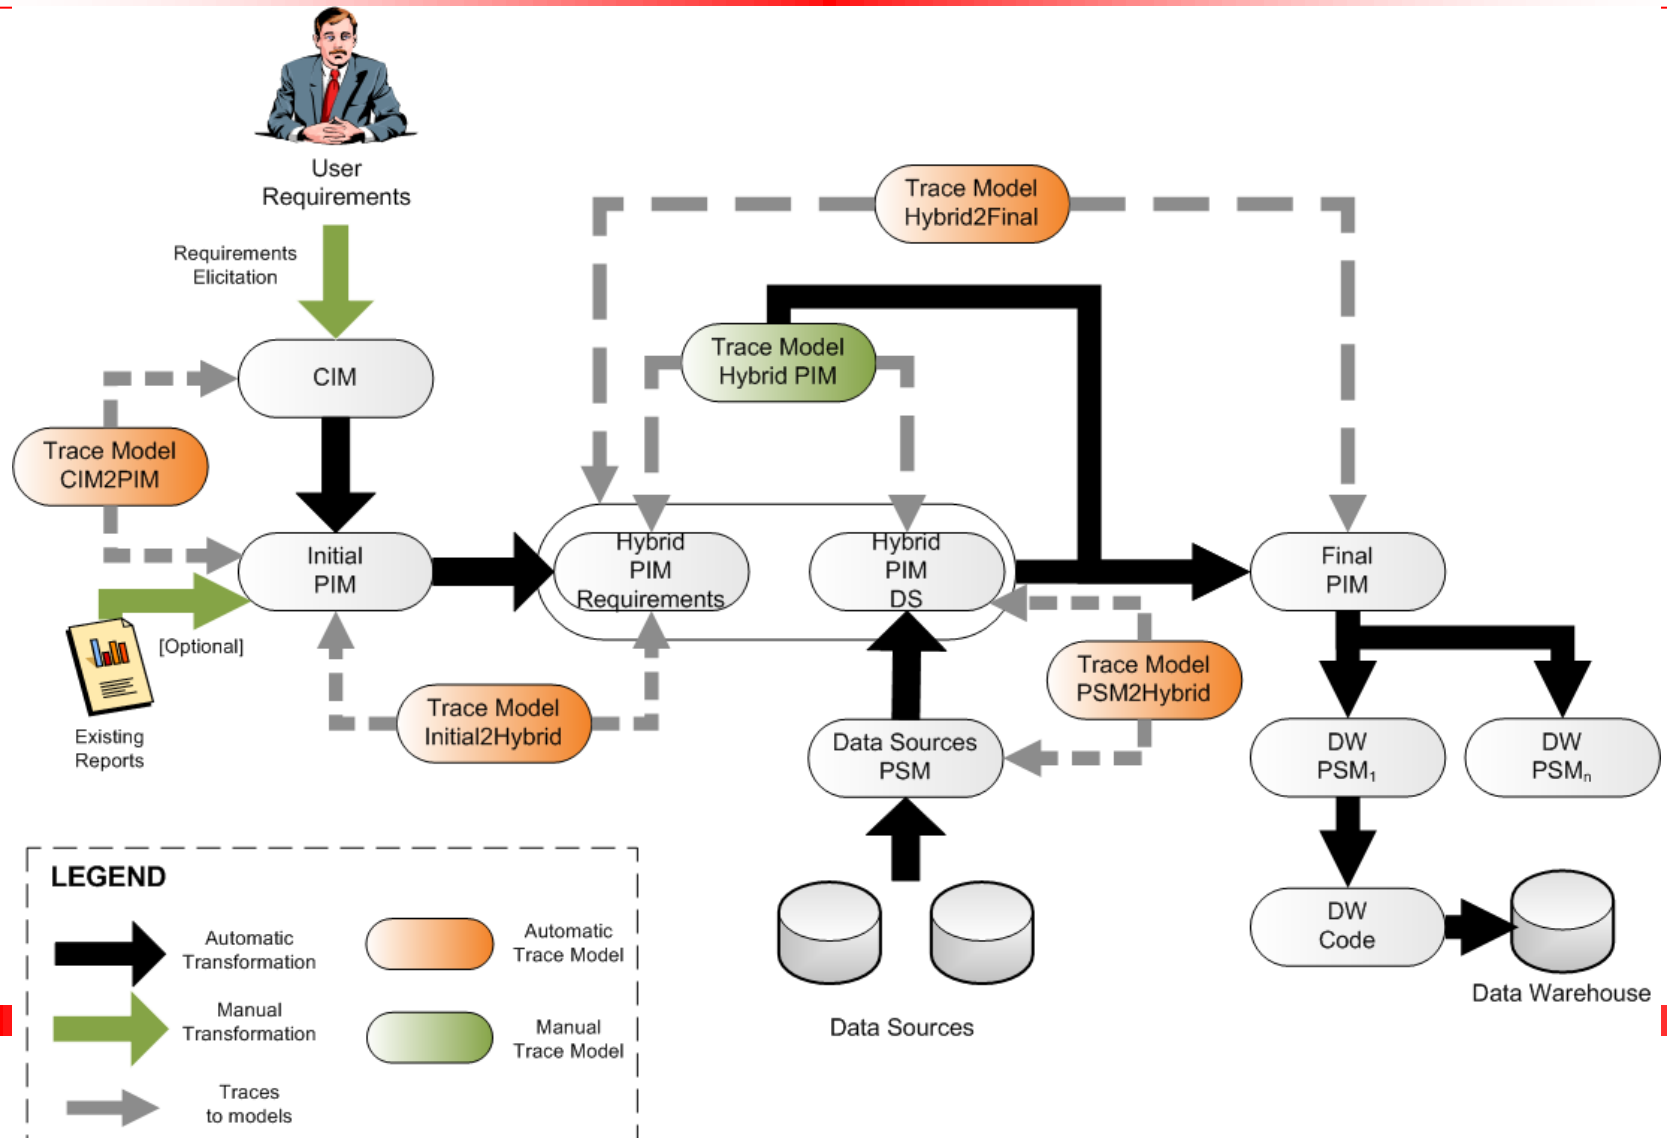 User
Requirements
Requirements
Elicitation
CIM
Trace Model
CIM2PIM
Initial
PIM
[Optional]
Existing
Reports
Trace Model
Initial2Hybrid
Trace Model
Hybrid2Final
Trace Model
Hybrid PIM
Hybrid
PIM
Requirements
Hybrid
PIM
DS
Trace Model
PSM2Hybrid
Data Sources
PSM
Data Sources
Final
PIM
DW
PSM₁
DW
PSMₙ
DW
Code
Data Warehouse
LEGEND
Automatic
Transformation
Automatic
Trace Model
Manual
Transformation
Manual
Trace Model
Traces
to models